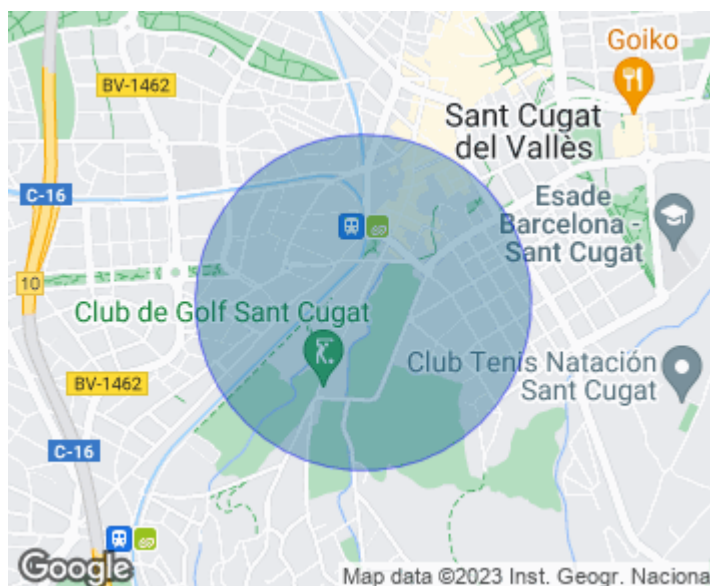 Goiko
BV-1462
Sant Cugat
del Vallès
C-16
Esade
Barcelona -
Sant Cugat
10
Club de Golf Sant Cugat
BV-1462
Club Tenis Natación
Sant Cugat
C-16
Google
Map data ©2023 Inst. Geogr. Naciona